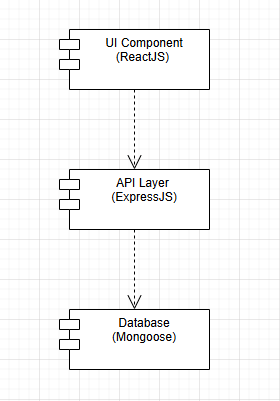 UI Component
(ReactJS)
API Layer
(ExpressJS)
Database
(Mongoose)